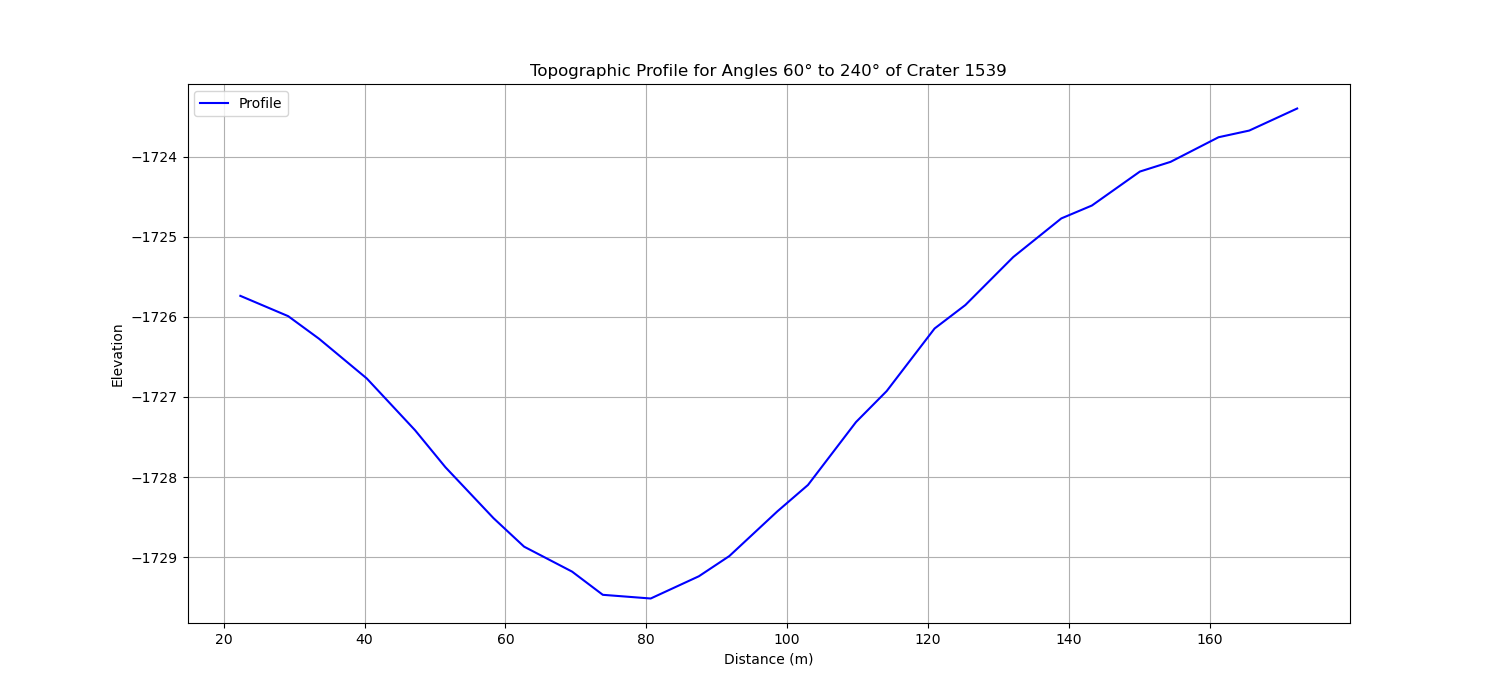 Topographic Profile for Angles 60° to 240° of Crater 1539
Profile
−1724
−1725
−1726
−1727
−1728
−1729
Elevation
20 40 60 80 100 120 140 160
Distance (m)